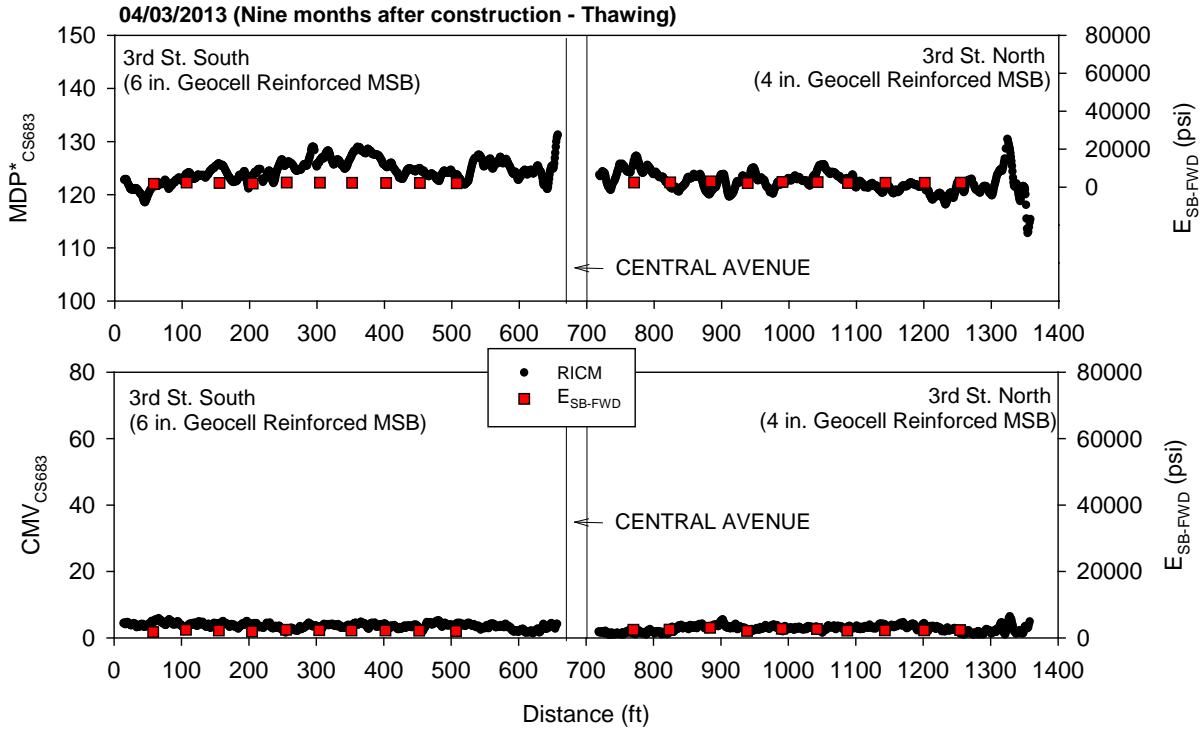 04/03/2013 (Nine months after construction - Thawing)
150
140
130
120
110
100
MDP*CS683
3rd St. South
(6 in. Geocell Reinforced MSB)
3rd St. North
(4 in. Geocell Reinforced MSB)
CENTRAL AVENUE
80000
60000
40000
20000
0
ESB-FWD (psi)
0 100 200 300 400 500 600 700 800 900 1000 1100 1200 1300 1400
RICM
ESB-FWD
80
60
40
20
0
CMVCS683
3rd St. South
(6 in. Geocell Reinforced MSB)
3rd St. North
(4 in. Geocell Reinforced MSB)
CENTRAL AVENUE
80000
60000
40000
20000
0
ESB-FWD (psi)
0 100 200 300 400 500 600 700 800 900 1000 1100 1200 1300 1400
Distance (ft)